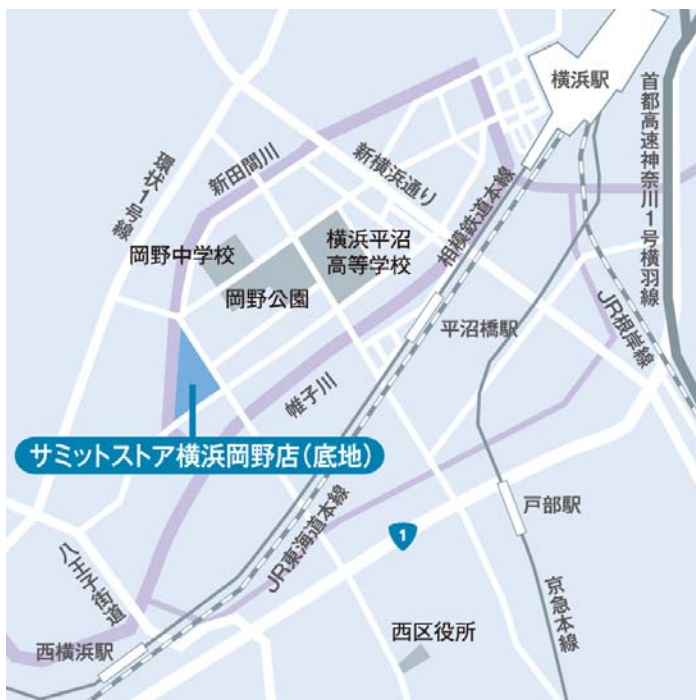 横浜駅
首都高速神奈川1号横羽線
環状1号線
新田間川
新横浜通り
相模鉄道本線
岡野中学校
横浜平沼
高等学校
岡野公園
平沼橋駅
JR根岸線
帷子川
サミットストア横浜岡野店（底地）
JR東海道本線
戸部駅
1
八王子街道
京急本線
西区役所
西横浜駅